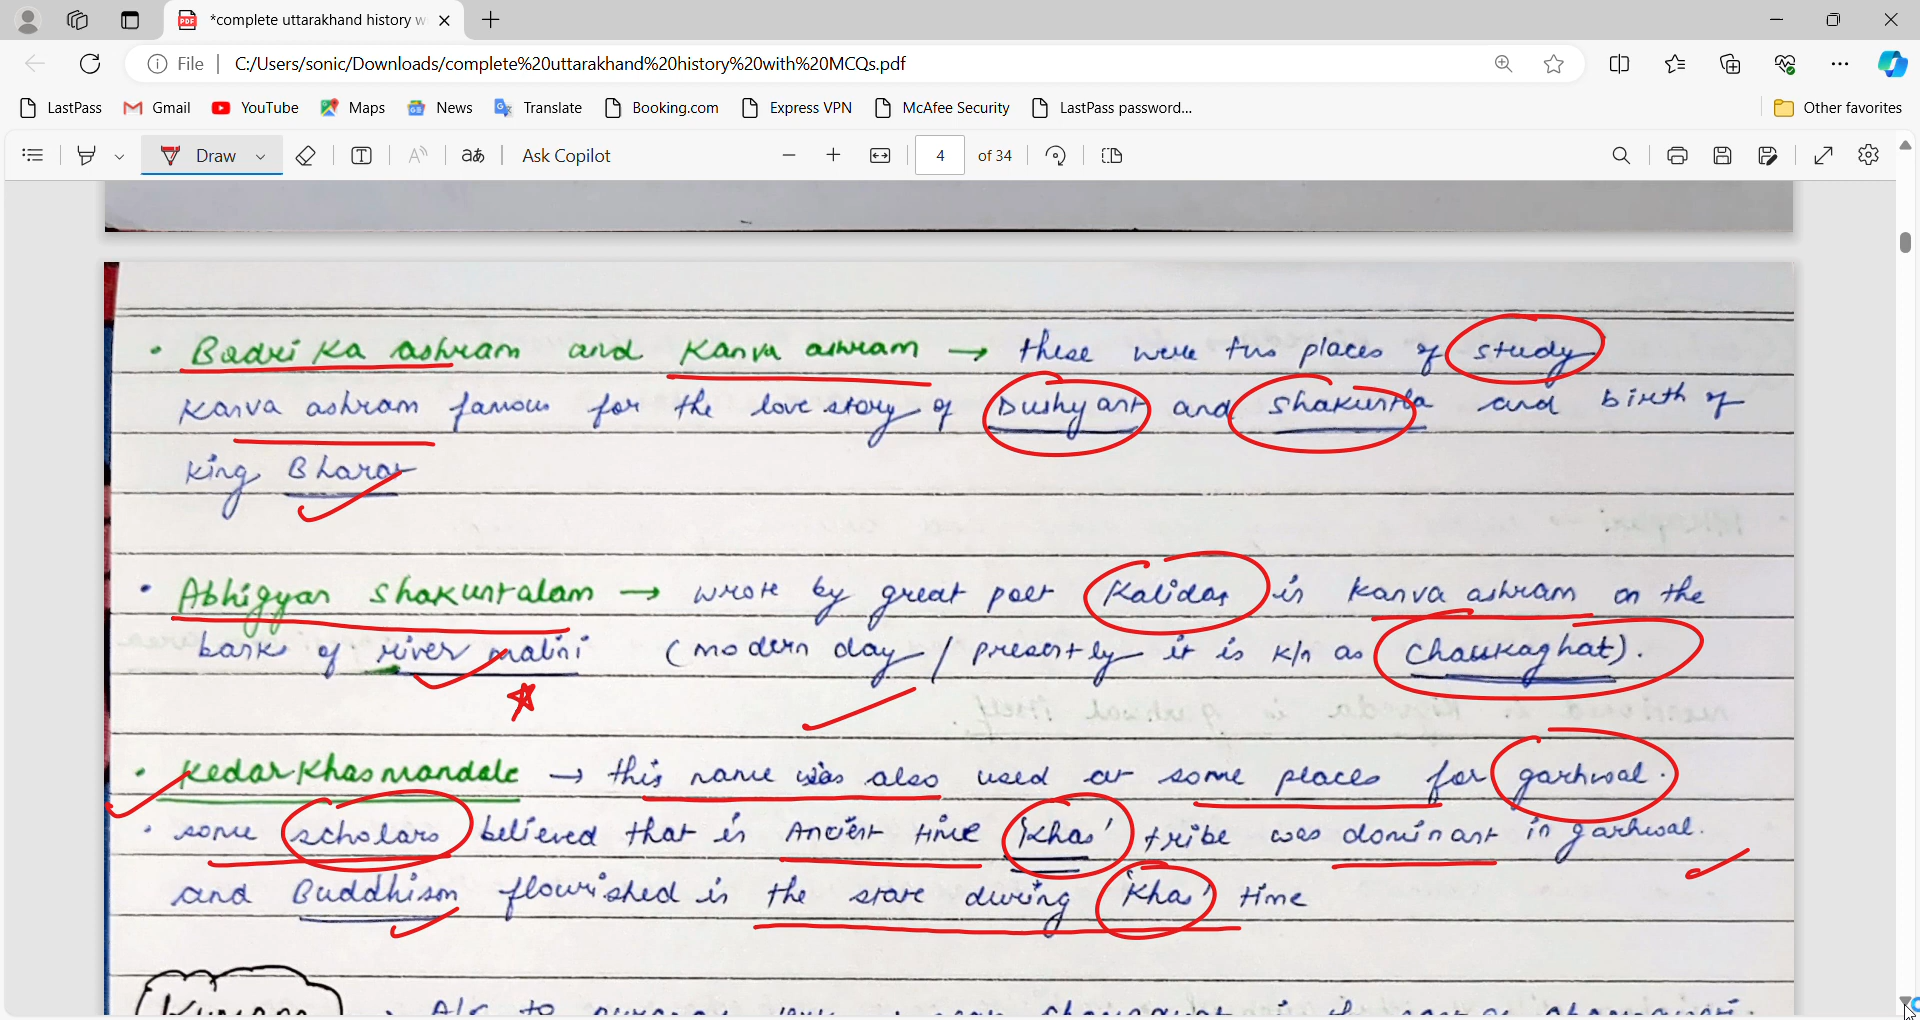 *complete uttarakhand history w
File
C:/Users/sonic/Downloads/complete%20uttarakhand%20history%20with%20MCQs.pdf
LastPass Gmail YouTube Maps News Translate Booking.com Express VPN McAfee Security LastPass password... Other favorites
Draw Ask Copilot 4 of 34
• Badri ka ashram and Kanva ashram → these were two places of study
Kanva ashram famous for the love story of Dushyant and Shakuntla and birth of
King Bharat
• Abhigyan Shakuntalam → wrote by great poet Kalidas in Kanva ashram on the
banks of river malini (modern day / presently it is k/n as Chaukaghat).
• Kedarkhasmandale → this name was also used at some places for garhwal.
• some scholars believed that in Ancient time 'Khas' tribe was dominant in garhwal.
and Buddhism flourished in the state during 'Khas' time
Kumaon